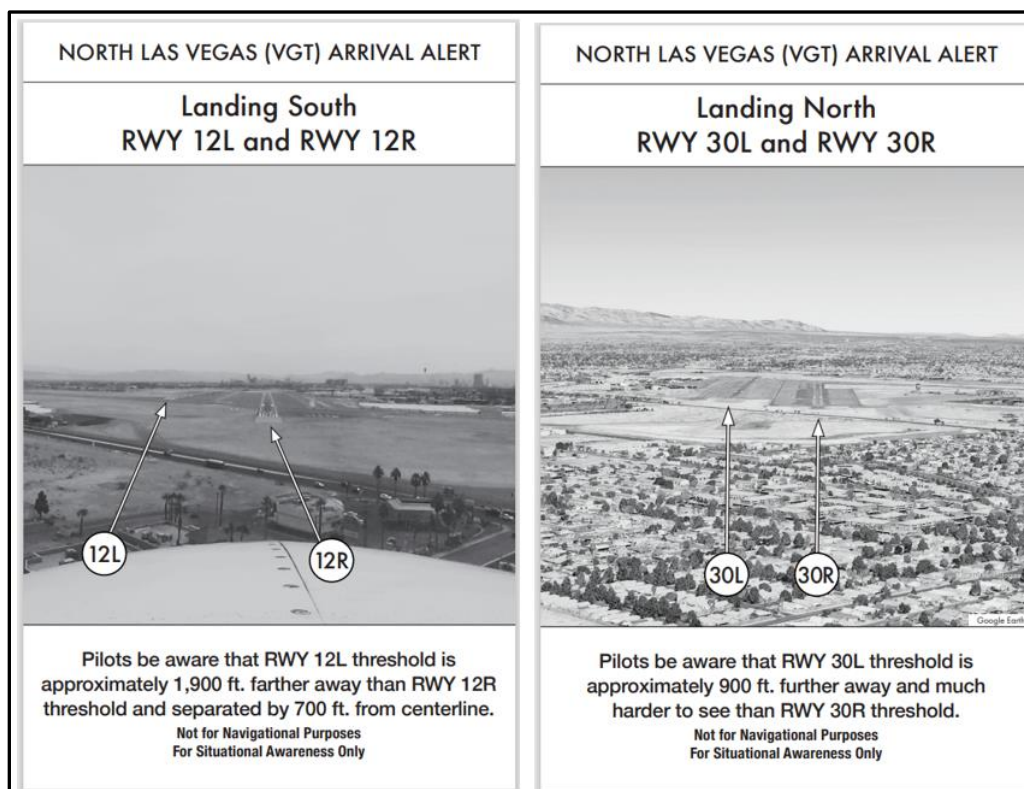 NORTH LAS VEGAS (VGT) ARRIVAL ALERT
Landing South
RWY 12L and RWY 12R
12L
12R
Pilots be aware that RWY 12L threshold is
approximately 1,900 ft. farther away than RWY 12R
threshold and separated by 700 ft. from centerline.
Not for Navigational Purposes
For Situational Awareness Only
NORTH LAS VEGAS (VGT) ARRIVAL ALERT
Landing North
RWY 30L and RWY 30R
30L
30R
Google Earth
Pilots be aware that RWY 30L threshold is
approximately 900 ft. further away and much
harder to see than RWY 30R threshold.
Not for Navigational Purposes
For Situational Awareness Only